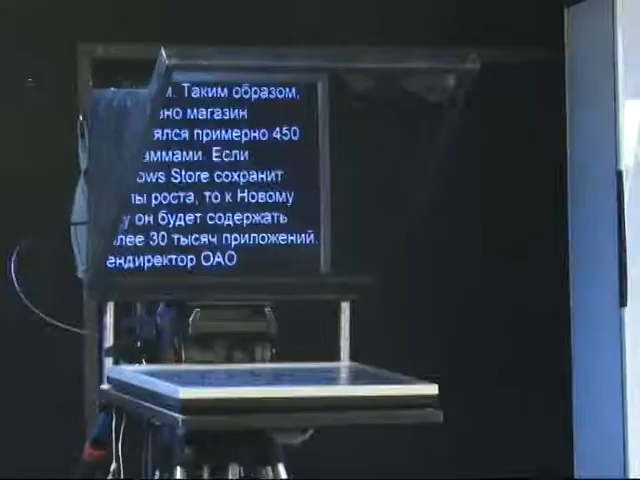 Таким образом,
магазин
примерно 450
Если
Store сохранит
роста, то к Новому
он будет содержать
30 тысяч приложений.
ОАО